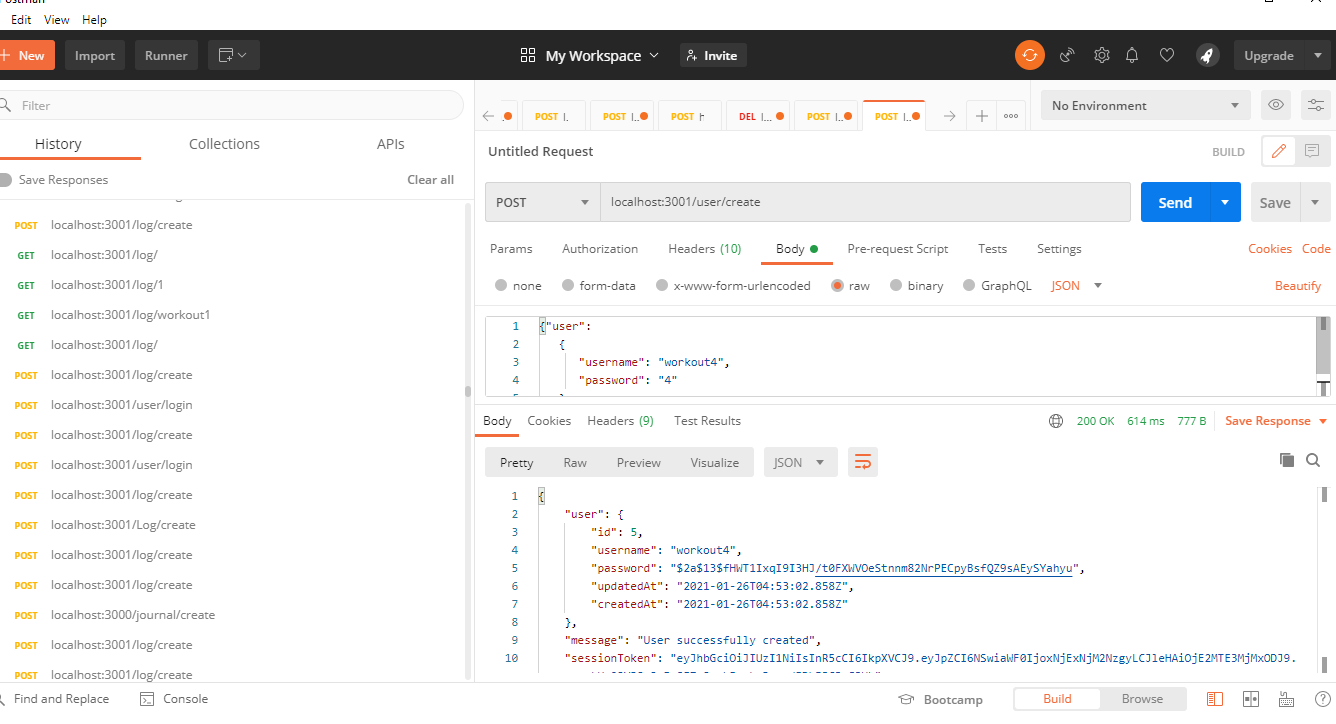 Edit View Help
New Import Runner My Workspace Invite Upgrade
Filter
History Collections APIs
Save Responses Clear all
POST localhost:3001/log/create
GET localhost:3001/log/
GET localhost:3001/log/1
GET localhost:3001/log/workout1
GET localhost:3001/log/
POST localhost:3001/log/create
POST localhost:3001/user/login
POST localhost:3001/log/create
POST localhost:3001/user/login
POST localhost:3001/log/create
POST localhost:3001/Log/create
POST localhost:3001/log/create
POST localhost:3001/log/create
POST localhost:3000/journal/create
POST localhost:3001/log/create
POST localhost:3001/log/create
POST l. POST l.. POST h DEL l... POST l.. POST l..
No Environment
Untitled Request BUILD
POST localhost:3001/user/create Send Save
Params Authorization Headers (10) Body Pre-request Script Tests Settings Cookies Code
none form-data x-www-form-urlencoded raw binary GraphQL JSON Beautify
1 {"user":
2 {
3 "username": "workout4",
4 "password": "4"
Body Cookies Headers (9) Test Results 200 OK 614 ms 777 B Save Response
Pretty Raw Preview Visualize JSON
1 {
2 "user": {
3 "id": 5,
4 "username": "workout4",
5 "password": "$2a$13$fHWT1IxqI9I3HJ/t0FXWVOeStnnm82NrPECpyBsfQZ9sAEySYahyu",
6 "updatedAt": "2021-01-26T04:53:02.858Z",
7 "createdAt": "2021-01-26T04:53:02.858Z"
8 },
9 "message": "User successfully created",
10 "sessionToken": "eyJhbGciOiJIUzI1NiIsInR5cCI6IkpXVCJ9.eyJpZCI6NSwiaWF0IjoxNjExNjM2NzgyLCJleHAiOjE2MTE3MjMxODJ9.
Find and Replace Console Bootcamp Build Browse